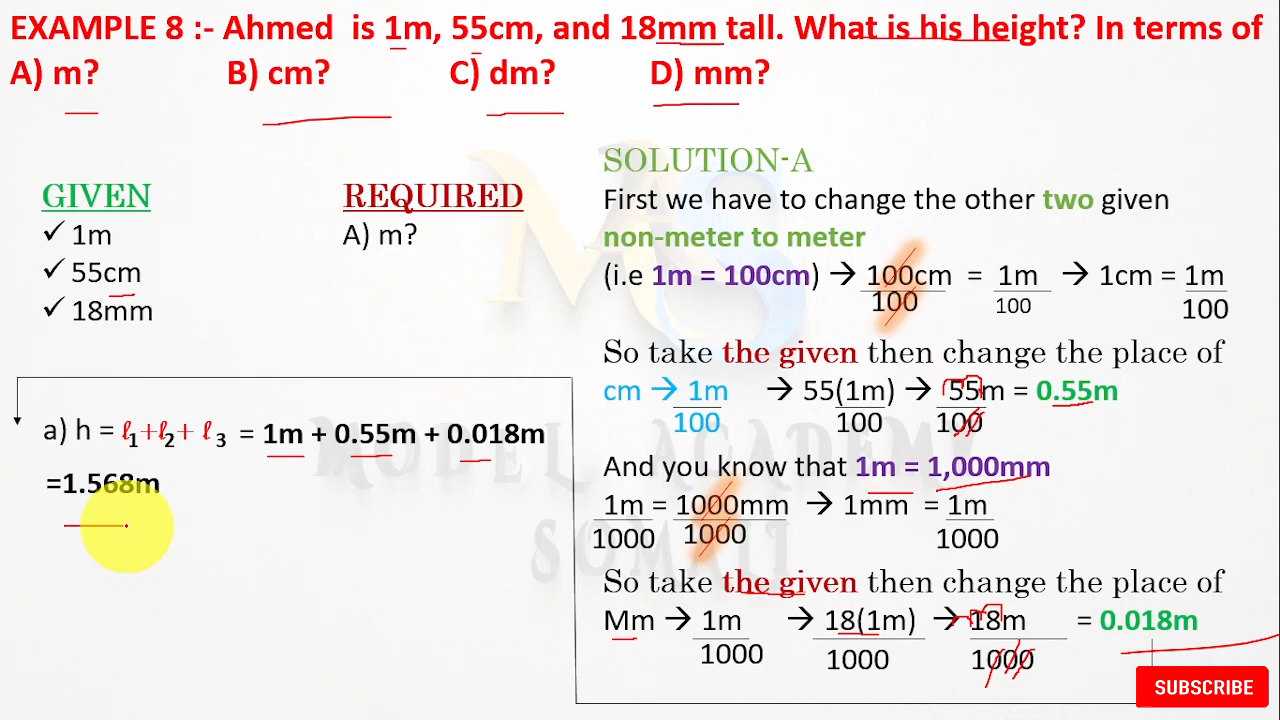 EXAMPLE 8 :- Ahmed is 1m, 55cm, and 18mm tall. What is his height? In terms of
A) m? B) cm? C) dm? D) mm?
GIVEN
✓ 1m
✓ 55cm
✓ 18mm
REQUIRED
A) m?
a) h = ℓ1+ℓ2+ ℓ3 = 1m + 0.55m + 0.018m
=1.568m
SOLUTION-A
First we have to change the other two given
non-meter to meter
(i.e 1m = 100cm) → 100cm = 1m → 1cm = 1m
100 100 100
So take the given then change the place of
cm → 1m → 55(1m) → 55m = 0.55m
100 100 100
And you know that 1m = 1,000mm
1m = 1000mm → 1mm = 1m
1000 1000 1000
So take the given then change the place of
Mm → 1m → 18(1m) → 18m = 0.018m
1000 1000 1000
MODEL ACADEMY
SOMALI
SUBSCRIBE